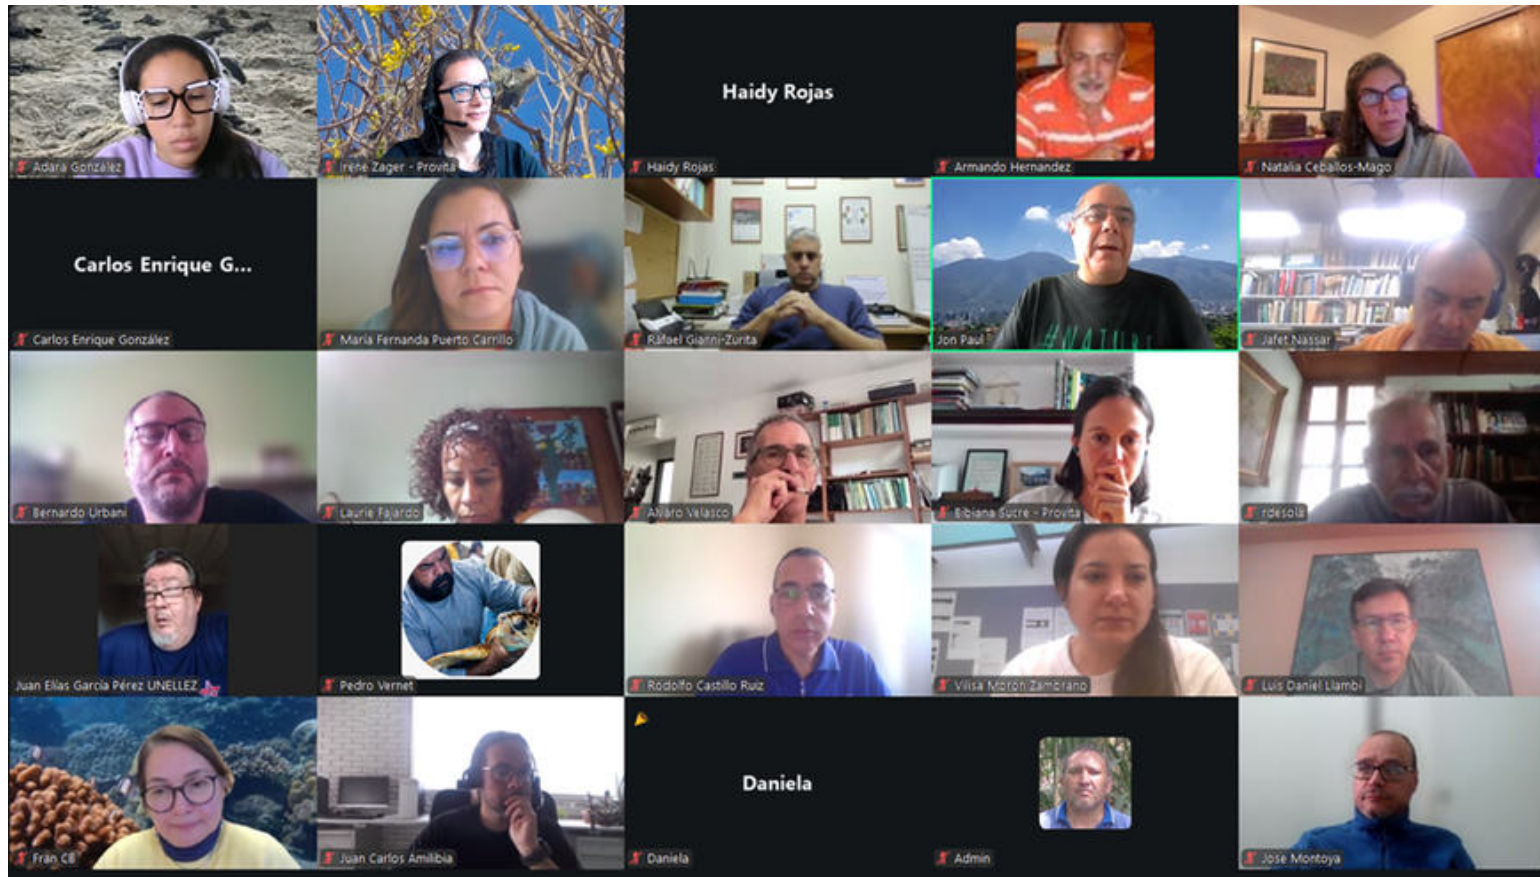 Adara González
Irene Zager - Provita
Haidy Rojas
Haidy Rojas
Armando Hernandez
Natalia Ceballos-Mago
Carlos Enrique G...
Carlos Enrique González
María Fernanda Puerto Carrillo
Rafael Gianni-Zurita
#NATURE
Jon Paul
Jafet Nassar
Bernardo Urbani
Laurie Fajardo
Alvaro Velasco
Bibiana Sucre - Provita
rdesola
Juan Elías García Pérez UNELLEZ
Pedro Vernet
Rodolfo Castillo Ruiz
Vilisa Moron Zambrano
Luis Daniel Llambi
Fran CB
Juan Carlos Amilibia
Daniela
Daniela
Admin
Jose Montoya